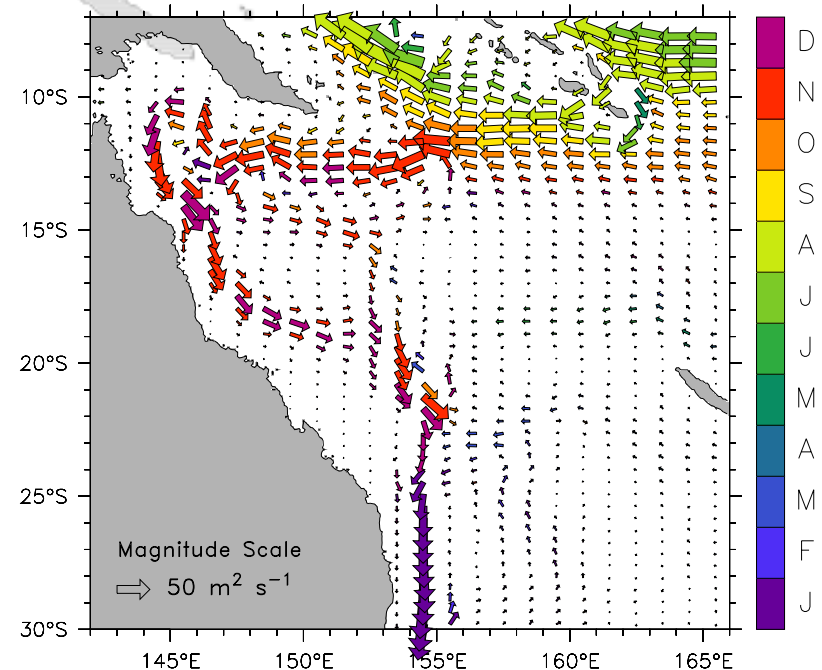 D
N
O
S
A
J
J
M
A
M
F
J
10°S
15°S
20°S
25°S
30°S
Magnitude Scale
50 m² s⁻¹
145°E
150°E
155°E
160°E
165°E